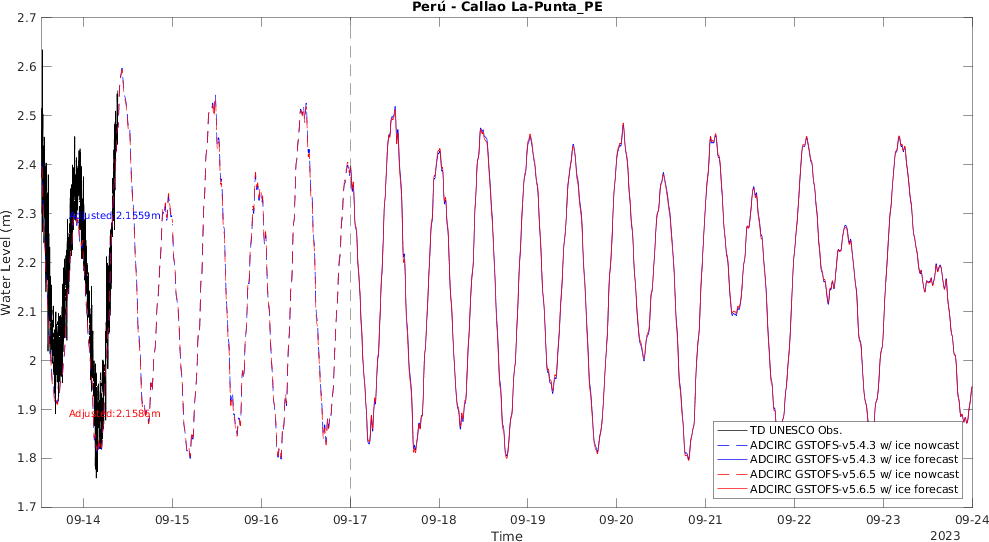 Perú - Callao La-Punta_PE
2.7
2.6
2.5
2.4
2.3
2.2
2.1
2
1.9
1.8
1.7
Water Level (m)
Adjusted:2.1559m
Adjusted:2.1586m
TD UNESCO Obs.
ADCIRC GSTOFS-v5.4.3 w/ ice nowcast
ADCIRC GSTOFS-v5.4.3 w/ ice forecast
ADCIRC GSTOFS-v5.6.5 w/ ice nowcast
ADCIRC GSTOFS-v5.6.5 w/ ice forecast
09-14 09-15 09-16 09-17 09-18 09-19 09-20 09-21 09-22 09-23 09-24
Time
2023